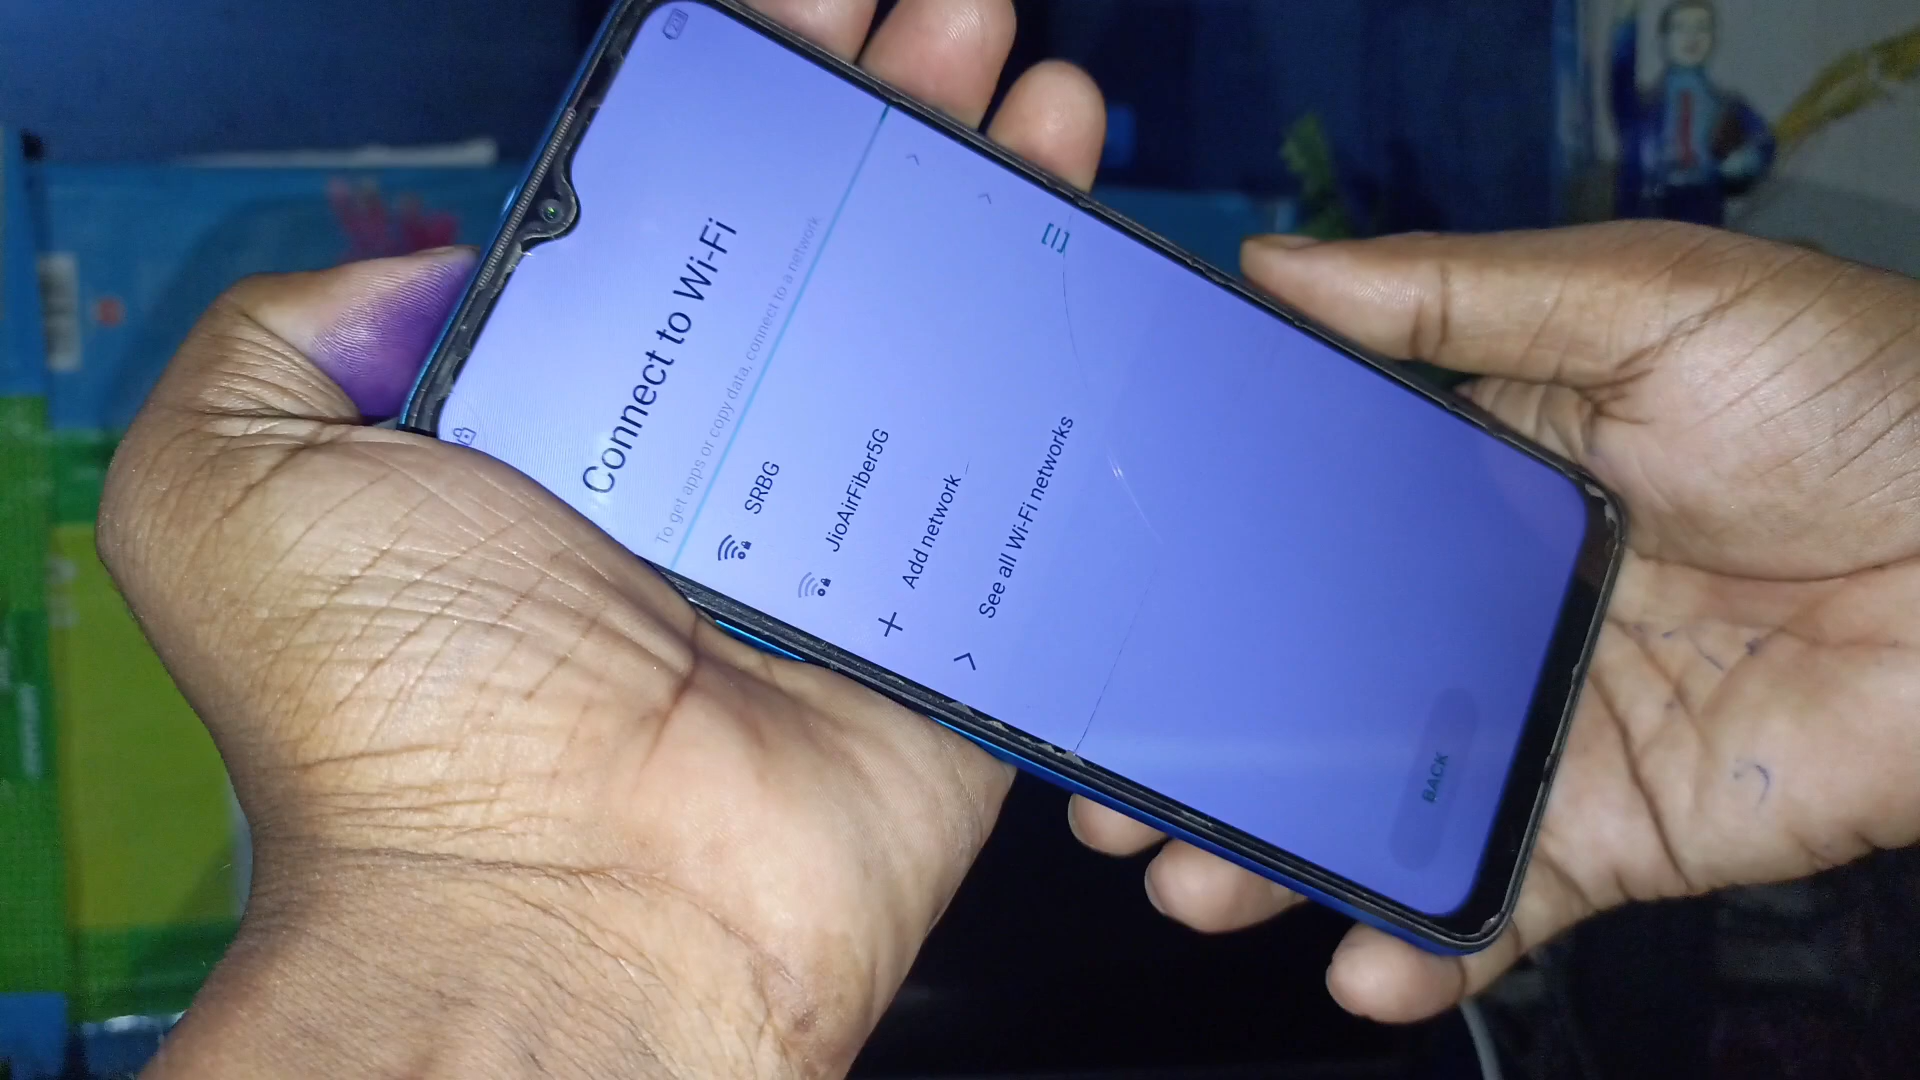 Connect to Wi-Fi
To get apps or copy data, connect to a network
SRBG
JioAirFiber5G
Add network
See all Wi-Fi networks
BACK